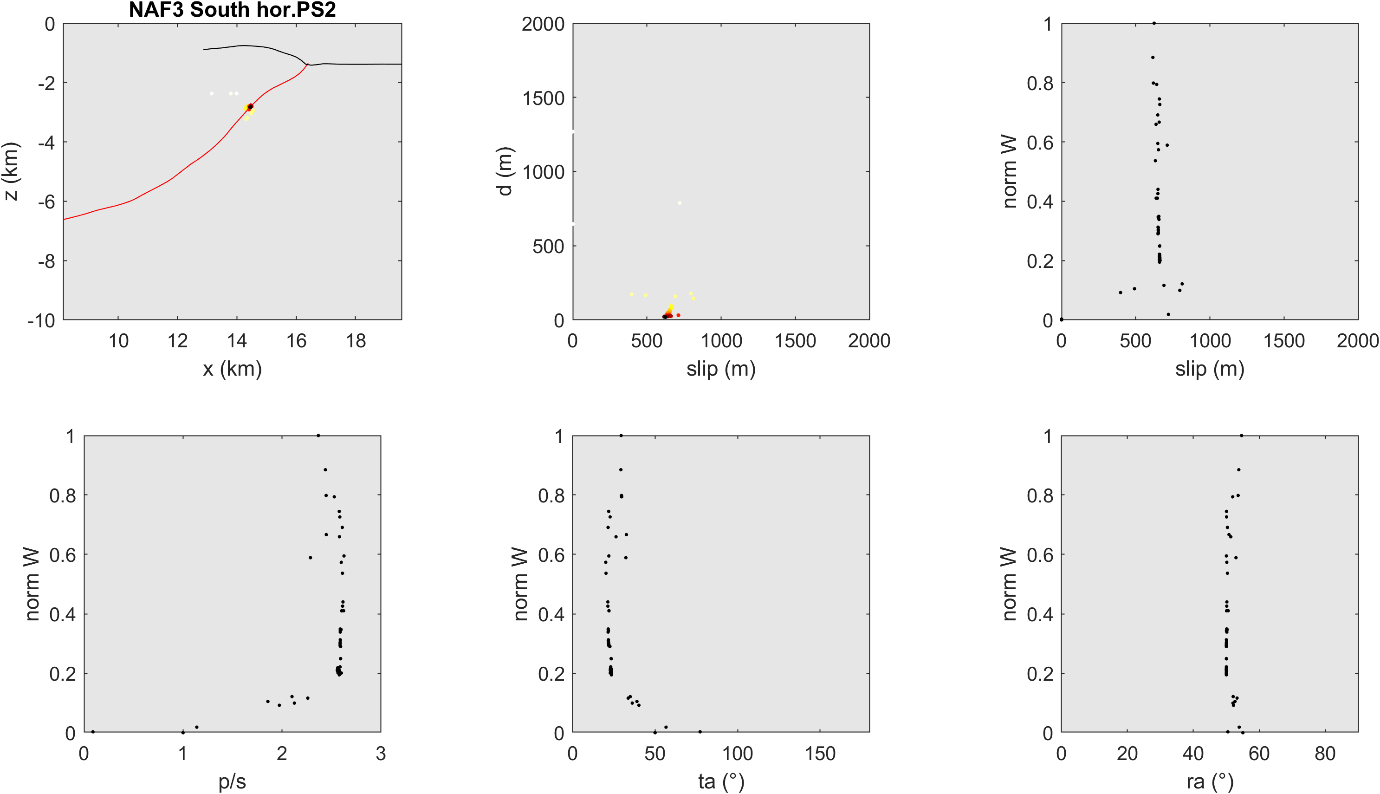 NAF3 South hor.PS2
0
-2
-4
-6
-8
-10
z (km)
10 12 14 16 18
x (km)
2000
1500
1000
500
0
d (m)
0 500 1000 1500 2000
slip (m)
1
0.8
0.6
0.4
0.2
0
norm W
0 500 1000 1500 2000
slip (m)
1
0.8
0.6
0.4
0.2
0
norm W
0 1 2 3
p/s
1
0.8
0.6
0.4
0.2
0
norm W
0 50 100 150
ta (°)
1
0.8
0.6
0.4
0.2
0
norm W
0 20 40 60 80
ra (°)